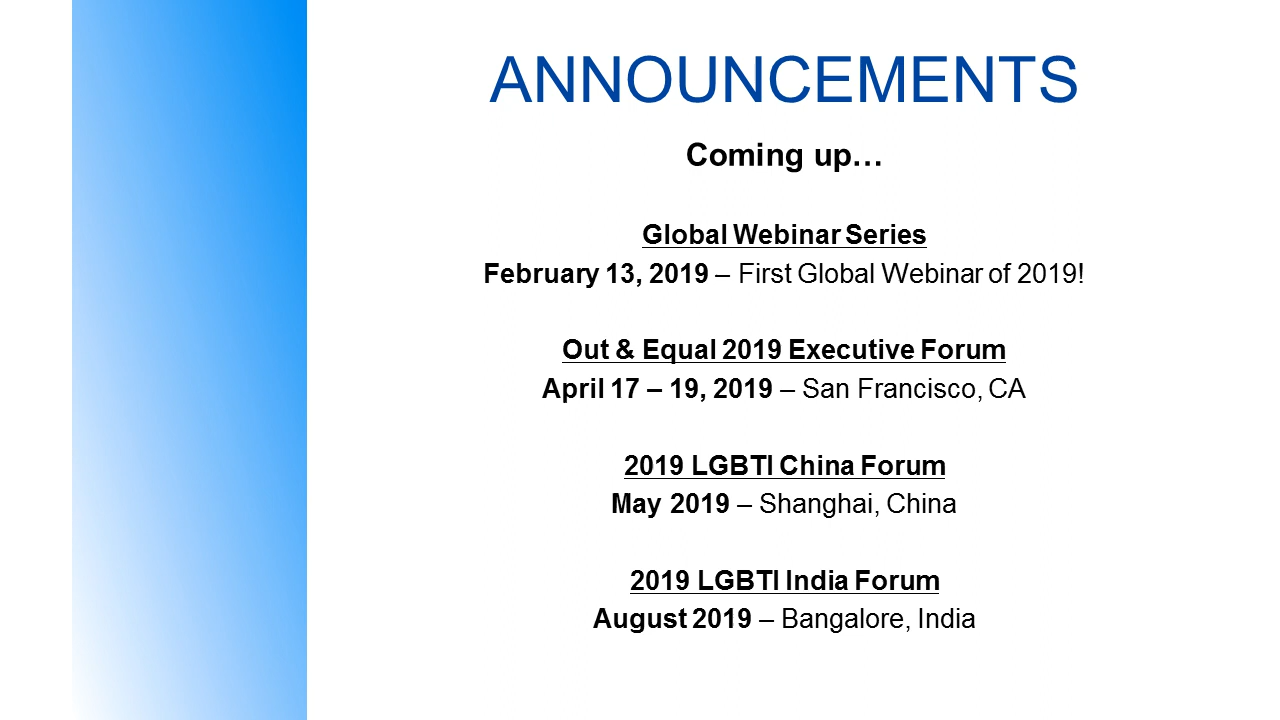 ANNOUNCEMENTS
Coming up…
Global Webinar Series
February 13, 2019 – First Global Webinar of 2019!
Out & Equal 2019 Executive Forum
April 17 – 19, 2019 – San Francisco, CA
2019 LGBTI China Forum
May 2019 – Shanghai, China
2019 LGBTI India Forum
August 2019 – Bangalore, India